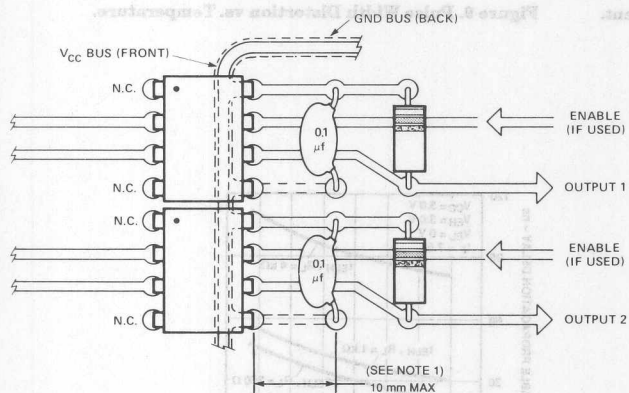 Figure 9. Pulse Width Distortion vs. Temperature.
GND BUS (BACK)
VCC BUS (FRONT)
N.C.
ENABLE
(IF USED)
0.1
µf
OUTPUT 1
N.C.
N.C.
ENABLE
(IF USED)
0.1
µf
OUTPUT 2
N.C.
(SEE NOTE 1)
10 mm MAX